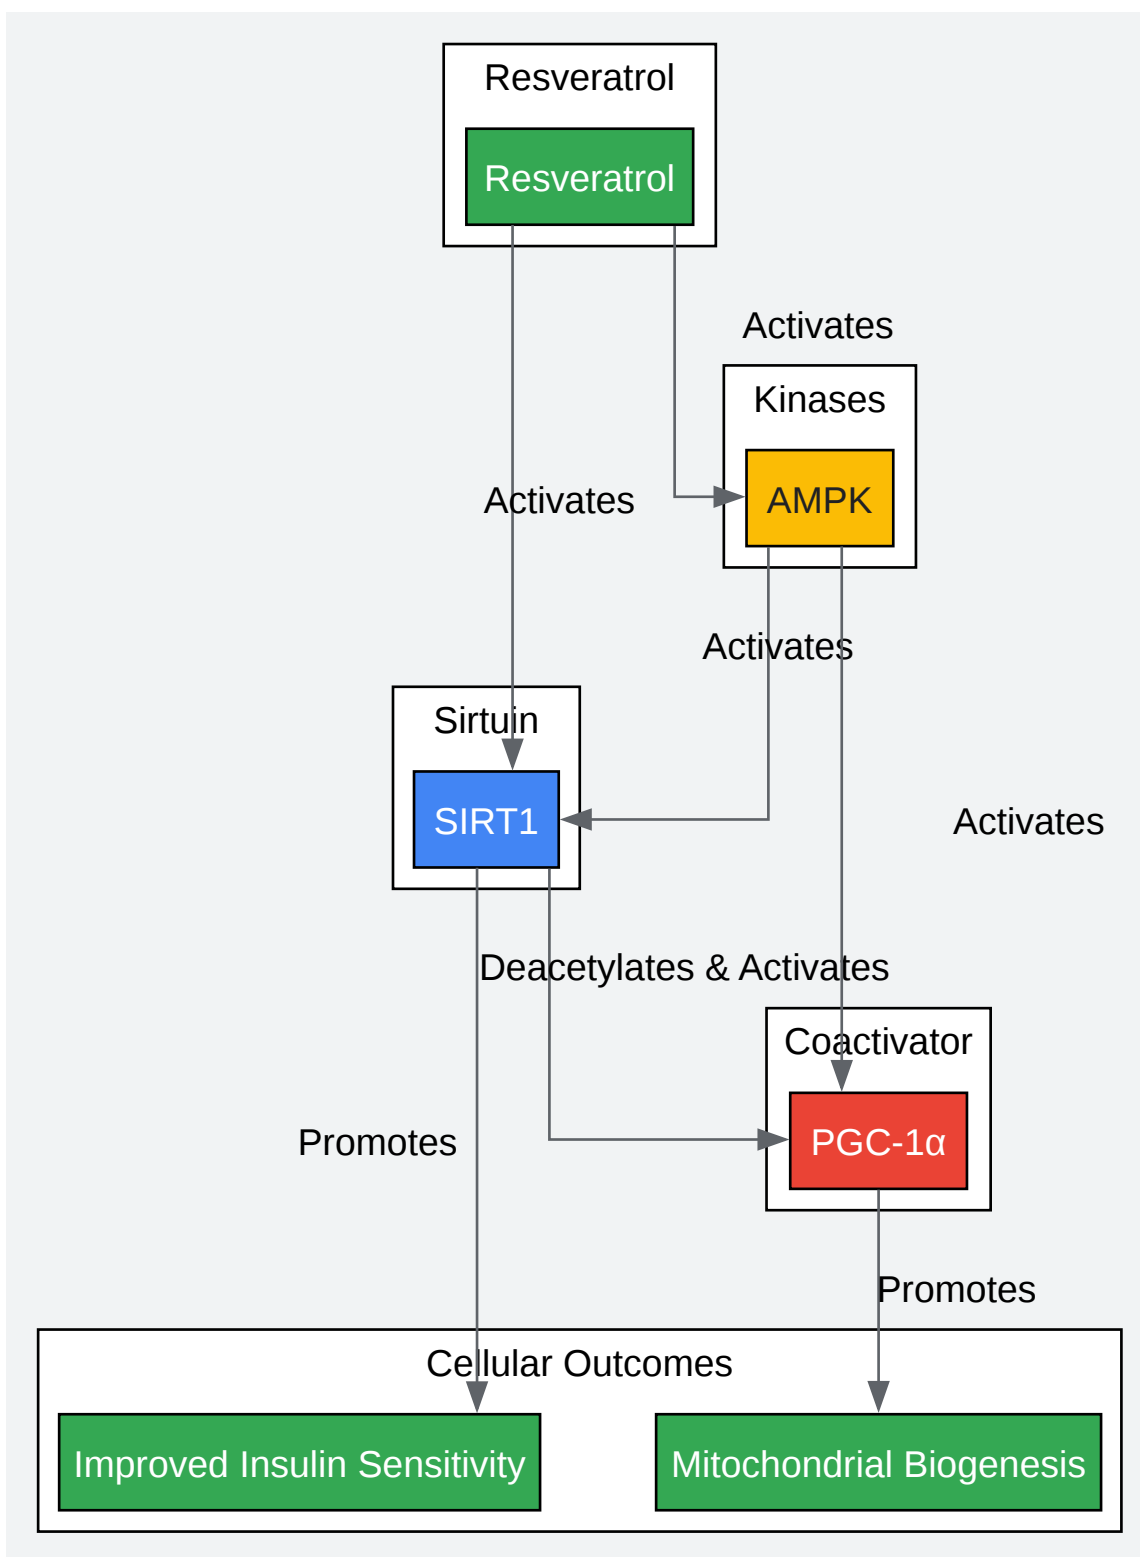 Resveratrol
Resveratrol
Activates
Kinases
AMPK
Activates
Activates
Sirtuin
SIRT1
Activates
Deacetylates & Activates
Coactivator
PGC-1α
Promotes
Promotes
Cellular Outcomes
Improved Insulin Sensitivity
Mitochondrial Biogenesis